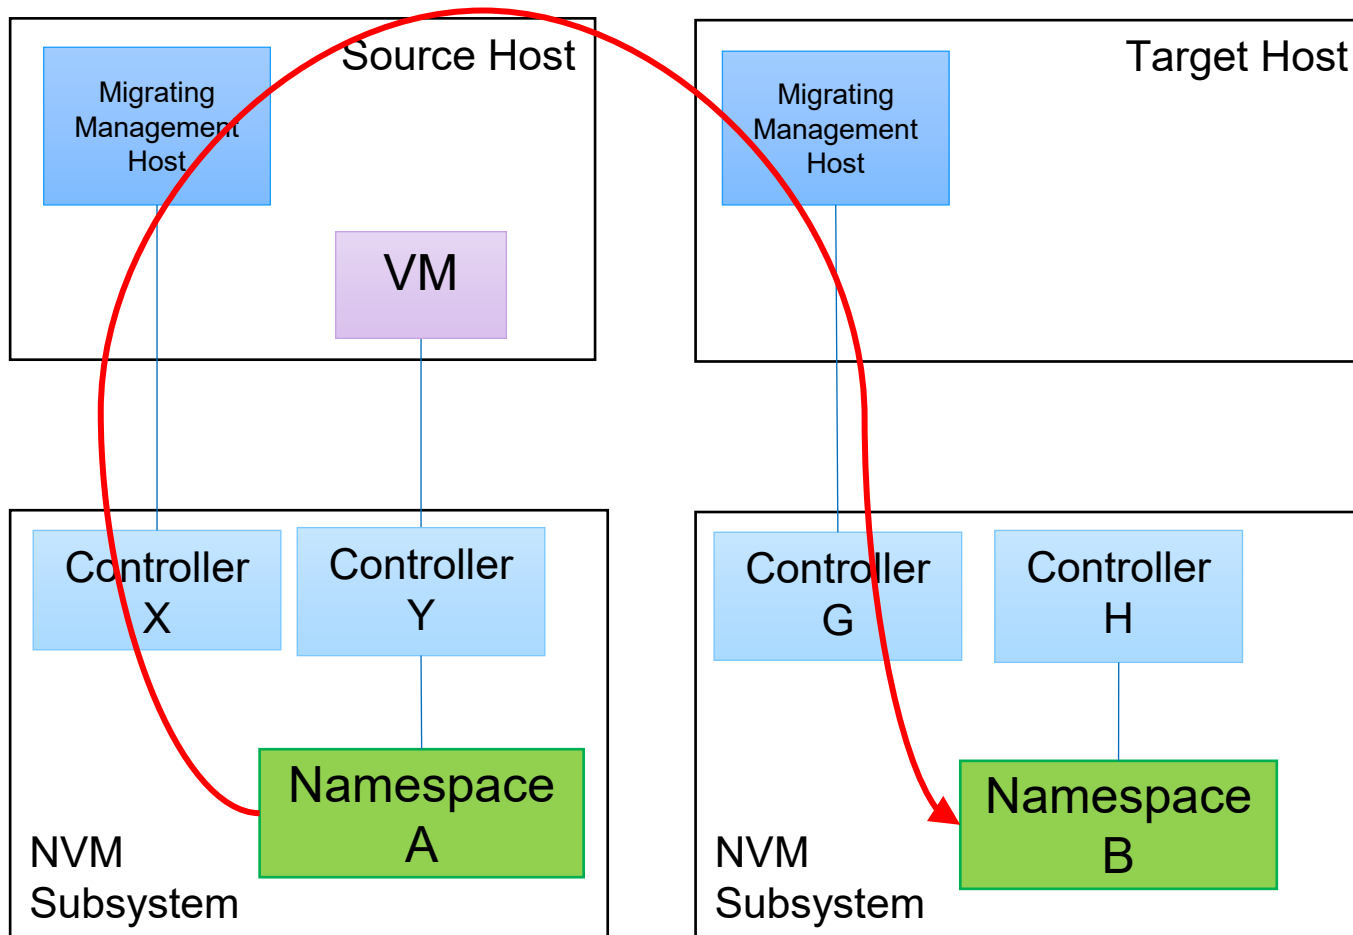 Source Host
Migrating
Management
Host
VM
Target Host
Migrating
Management
Host
Controller
X
Controller
Y
Namespace
A
NVM
Subsystem
Controller
G
Controller
H
Namespace
B
NVM
Subsystem